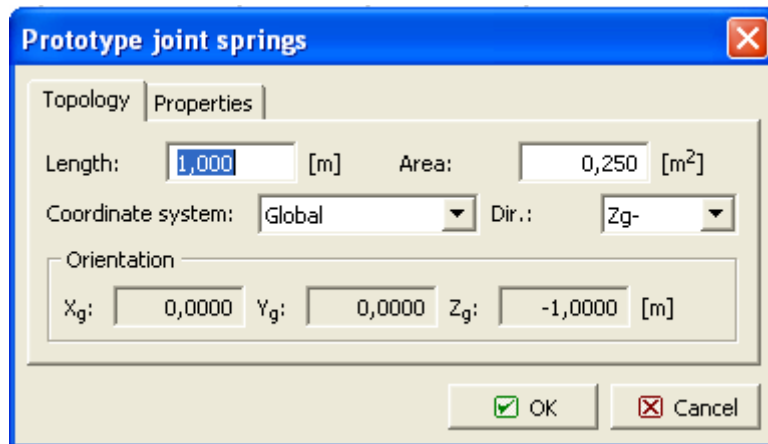 Prototype joint springs
Topology Properties
Length: 1,000 [m] Area: 0,250 [m²]
Coordinate system: Global Dir.: Zg-
Orientation
Xg: 0,0000 Yg: 0,0000 Zg: -1,0000 [m]
OK Cancel